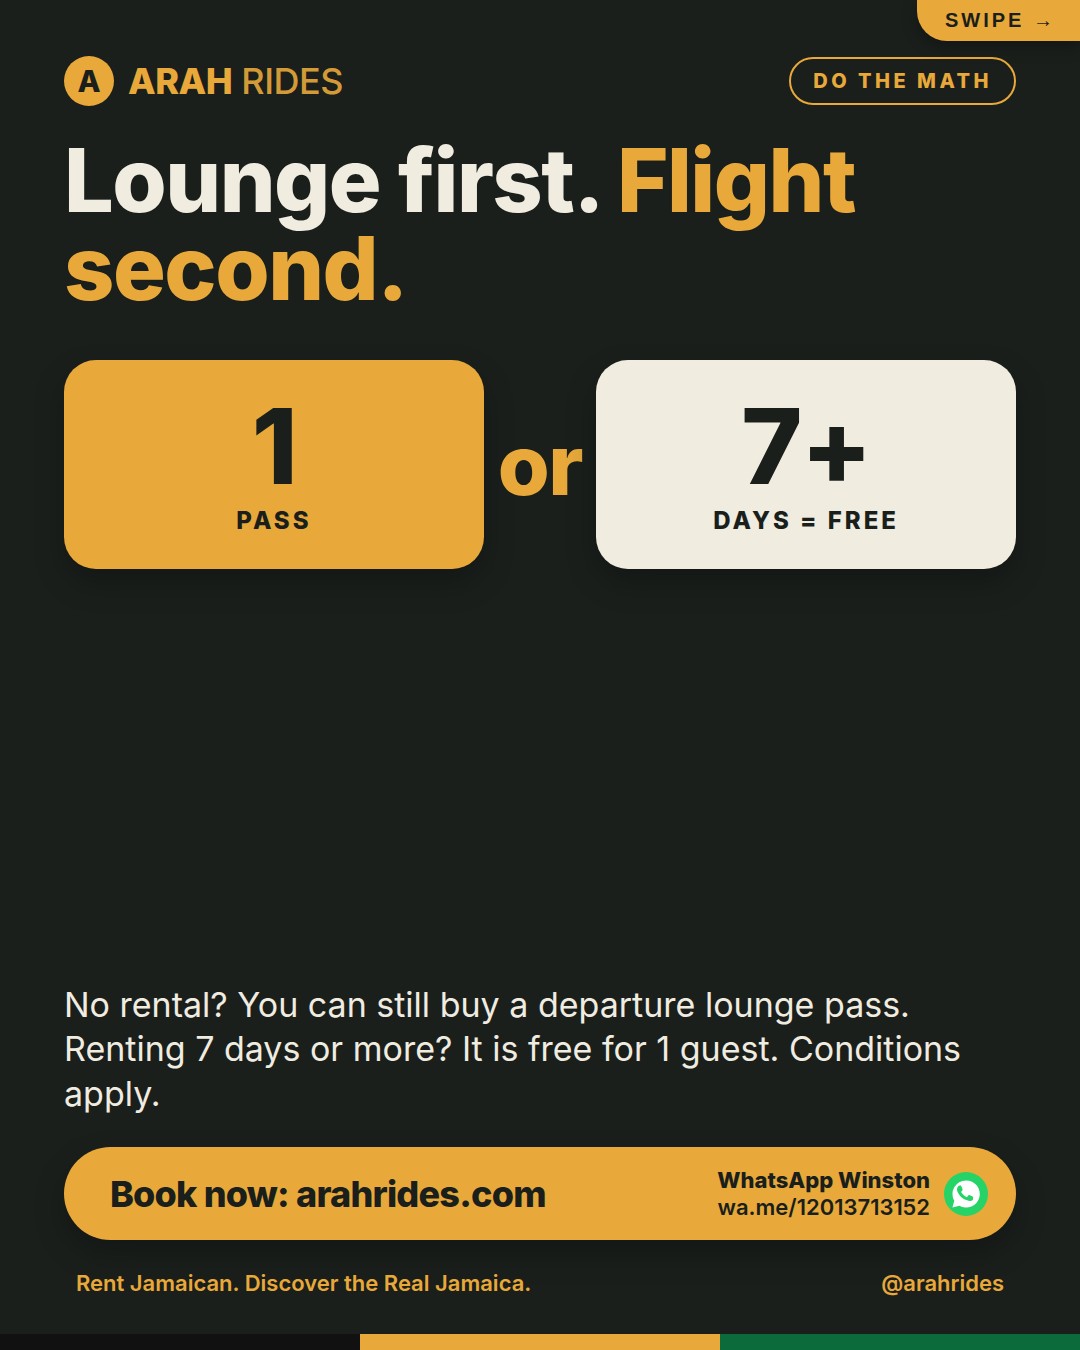 SWIPE →
A ARAH RIDES
DO THE MATH
Lounge first. Flight
second.
1
PASS
or
7+
DAYS = FREE
No rental? You can still buy a departure lounge pass.
Renting 7 days or more? It is free for 1 guest. Conditions
apply.
Book now: arahrides.com
WhatsApp Winston
wa.me/12013713152
Rent Jamaican. Discover the Real Jamaica.
@arahrides